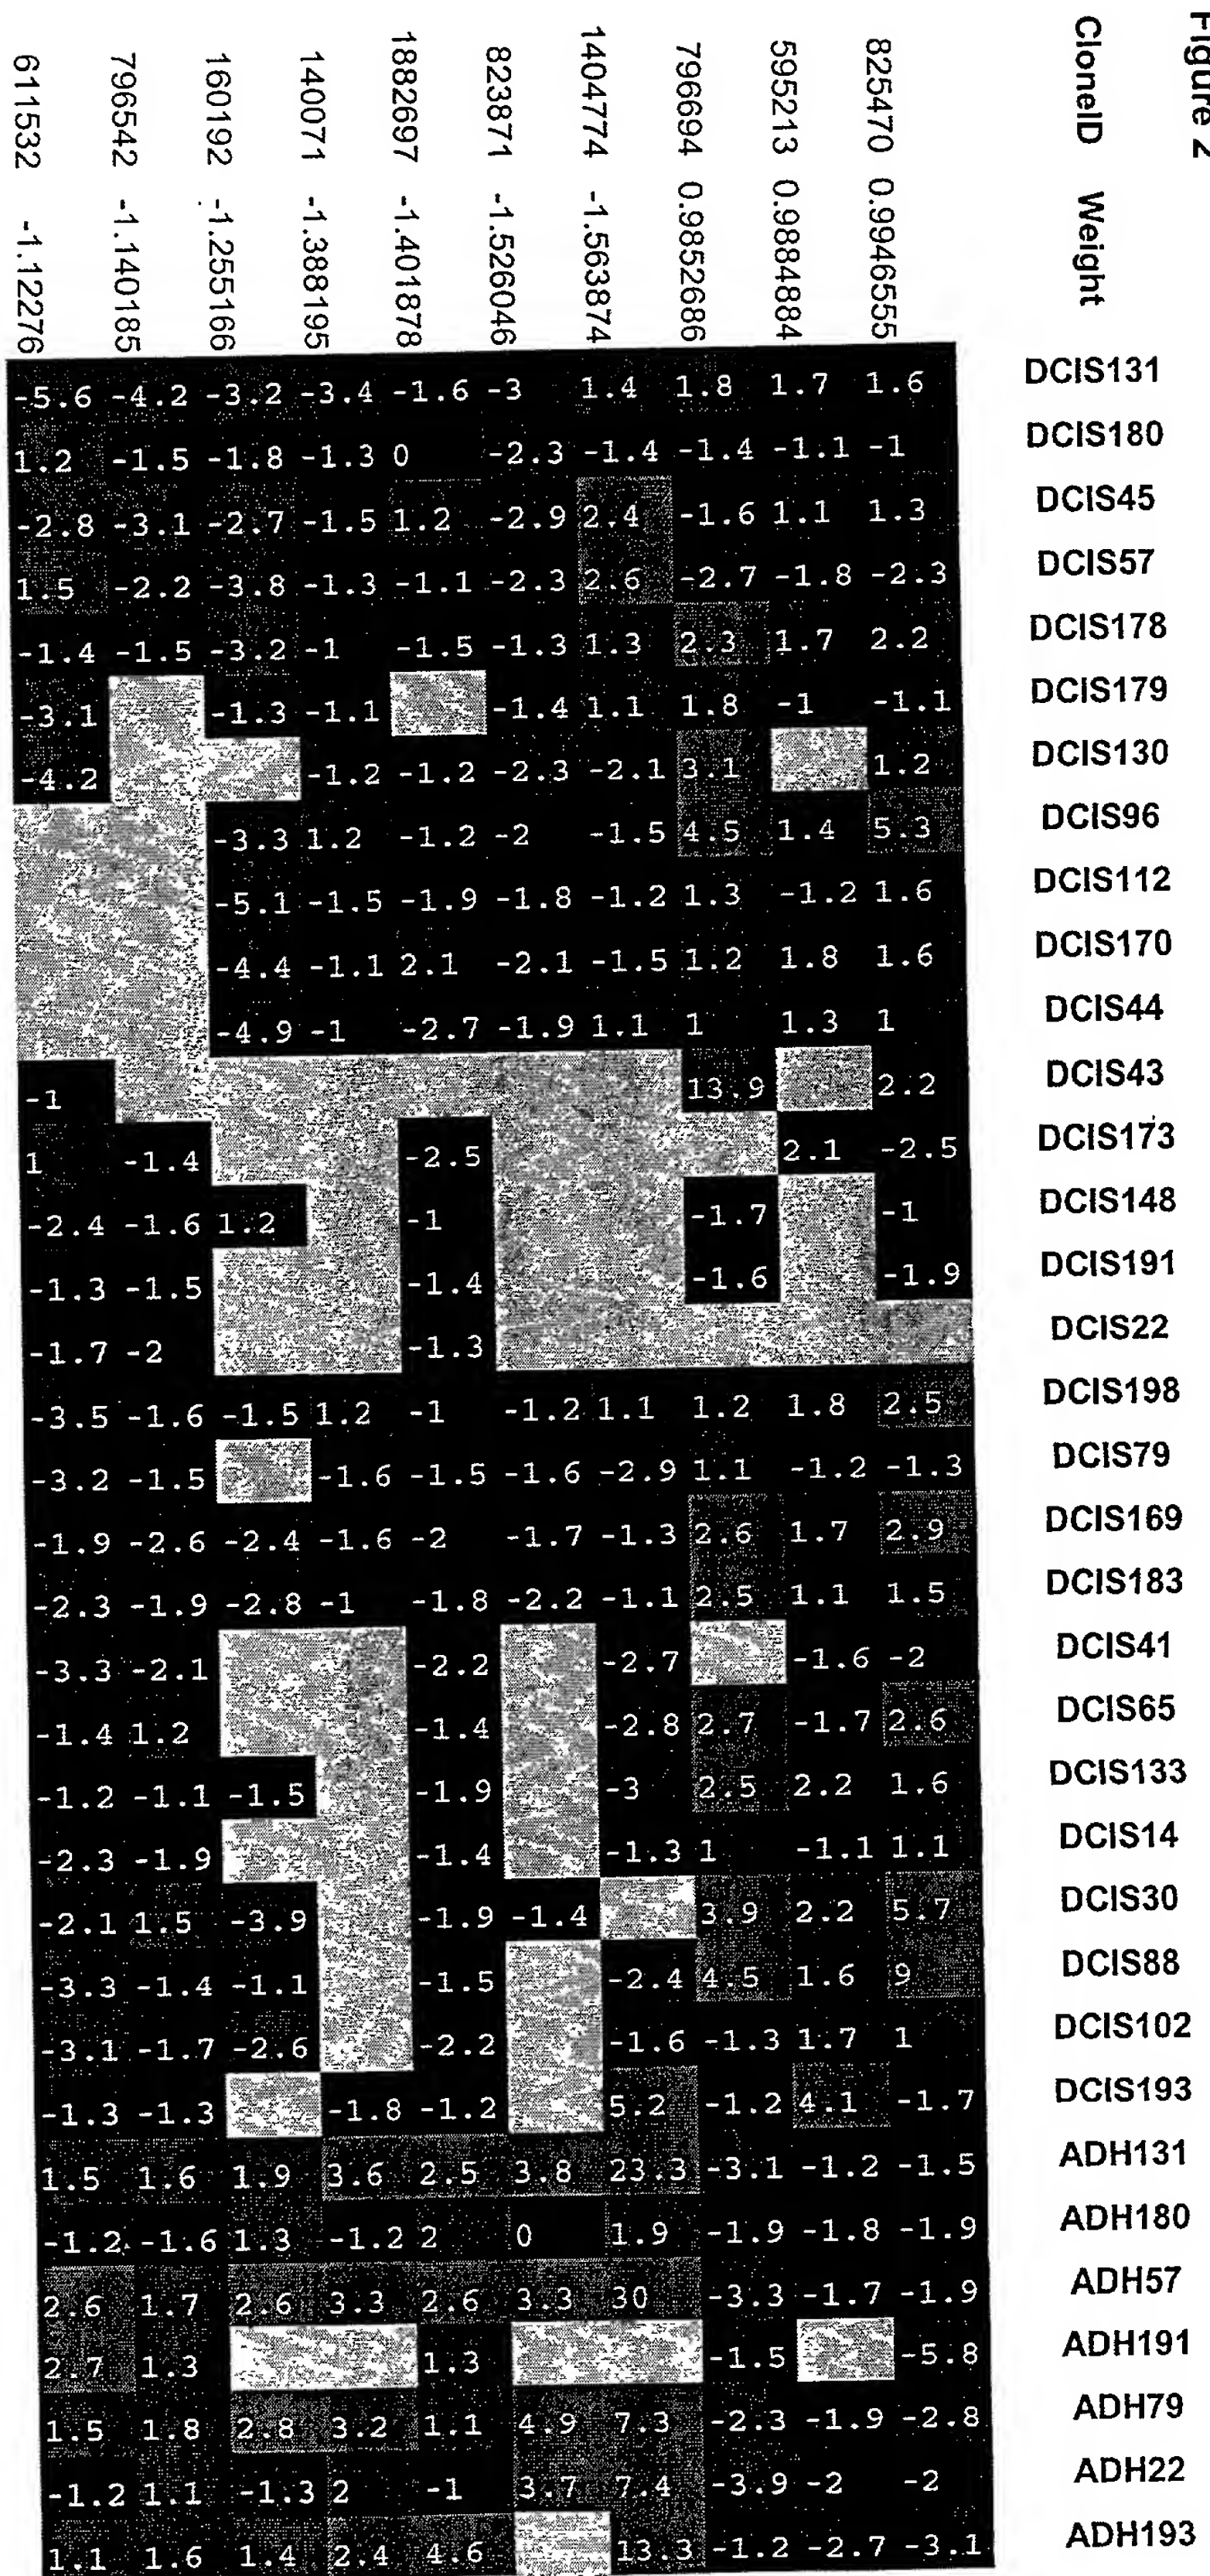 Figure 2
CloneID Weight
825470 0.9946555
595213 0.9884884
796694 0.9852686
1404774 -1.563874
823871 -1.526046
1882697 -1.401878
140071 -1.388195
160192 -1.255166
796542 -1.140185
611532 -1.12276
-5.6 -4.2 -3.2 -3.4 -1.6 -3 1.4 1.8 1.7 1.6 DCIS131
1.2 -1.5 -1.8 -1.3 0 -2.3 -1.4 -1.4 -1.1 -1 DCIS180
-2.8 -3.1 -2.7 -1.5 1.2 -2.9 2.4 -1.6 1.1 1.3 DCIS45
1.5 -2.2 -3.8 -1.3 -1.1 -2.3 2.6 -2.7 -1.8 -2.3 DCIS57
-1.4 -1.5 -3.2 -1 -1.5 -1.3 1.3 2.3 1.7 2.2 DCIS178
-3.1 -1.3 -1.1 -1.4 1.1 1.8 -1 -1.1 DCIS179
-4.2 -1.2 -1.2 -2.3 -2.1 3.1 1.2 DCIS130
-3.3 1.2 -1.2 -2 -1.5 4.5 1.4 5.3 DCIS96
-5.1 -1.5 -1.9 -1.8 -1.2 1.3 -1.2 1.6 DCIS112
-4.4 -1.1 2.1 -2.1 -1.5 1.2 1.8 1.6 DCIS170
-4.9 -1 -2.7 -1.9 1.1 1 1.3 1 DCIS44
-1 13.9 2.2 DCIS43
1 -1.4 -2.5 2.1 -2.5 DCIS173
-2.4 -1.6 1.2 -1 -1.7 -1 DCIS148
-1.3 -1.5 -1.4 -1.6 -1.9 DCIS191
-1.7 -2 -1.3 DCIS22
-3.5 -1.6 -1.5 1.2 -1 -1.2 1.1 1.2 1.8 2.5 DCIS198
-3.2 -1.5 -1.6 -1.5 -1.6 -2.9 1.1 -1.2 -1.3 DCIS79
-1.9 -2.6 -2.4 -1.6 -2 -1.7 -1.3 2.6 1.7 2.9 DCIS169
-2.3 -1.9 -2.8 -1 -1.8 -2.2 -1.1 2.5 1.1 1.5 DCIS183
-3.3 -2.1 -2.2 -2.7 -1.6 -2 DCIS41
-1.4 1.2 -1.4 -2.8 2.7 -1.7 2.6 DCIS65
-1.2 -1.1 -1.5 -1.9 -3 2.5 2.2 1.6 DCIS133
-2.3 -1.9 -1.4 -1.3 1 -1.1 1.1 DCIS14
-2.1 1.5 -3.9 -1.9 -1.4 3.9 2.2 5.7 DCIS30
-3.3 -1.4 -1.1 -1.5 -2.4 4.5 1.6 9 DCIS88
-3.1 -1.7 -2.6 -2.2 -1.6 -1.3 1.7 1 DCIS102
-1.3 -1.3 -1.8 -1.2 5.2 -1.2 4.1 -1.7 DCIS193
1.5 1.6 1.9 3.6 2.5 3.8 23.3 -3.1 -1.2 -1.5 ADH131
-1.2 -1.6 1.3 -1.2 2 0 1.9 -1.9 -1.8 -1.9 ADH180
2.6 1.7 2.6 3.3 2.6 3.3 30 -3.3 -1.7 -1.9 ADH57
2.7 1.3 1.3 -1.5 -5.8 ADH191
1.5 1.8 2.8 3.2 1.1 4.9 7.3 -2.3 -1.9 -2.8 ADH79
-1.2 1.1 -1.3 2 -1 3.7 7.4 -3.9 -2 -2 ADH22
1.1 1.6 1.4 2.4 4.6 13.3 -1.2 -2.7 -3.1 ADH193